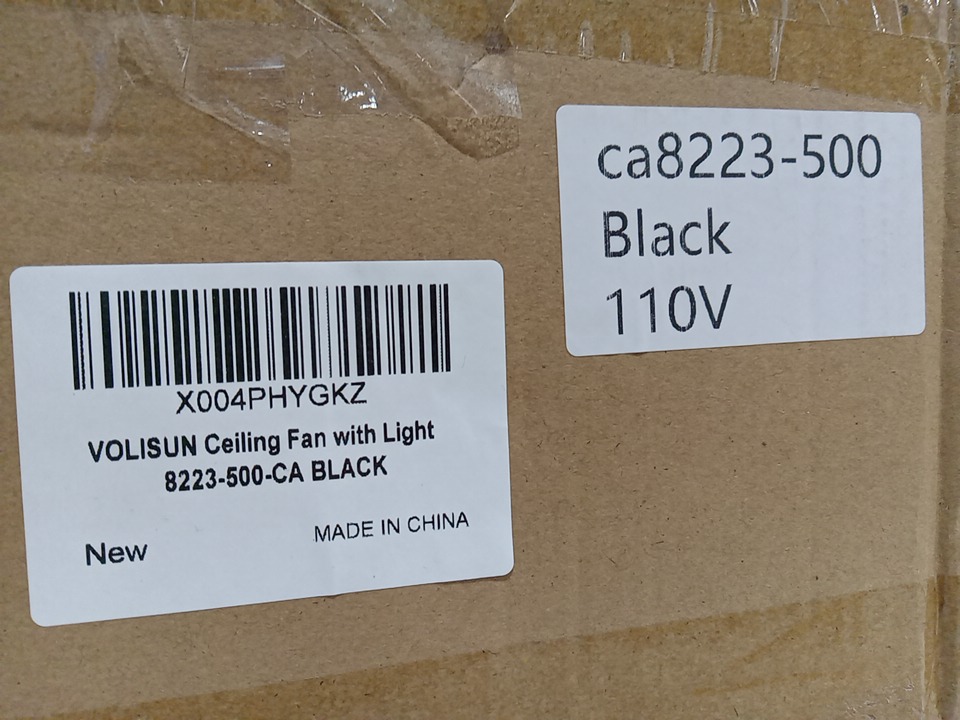 ca8223-500
Black
110V
X004PHYGKZ
VOLISUN Ceiling Fan with Light
8223-500-CA BLACK
New
MADE IN CHINA